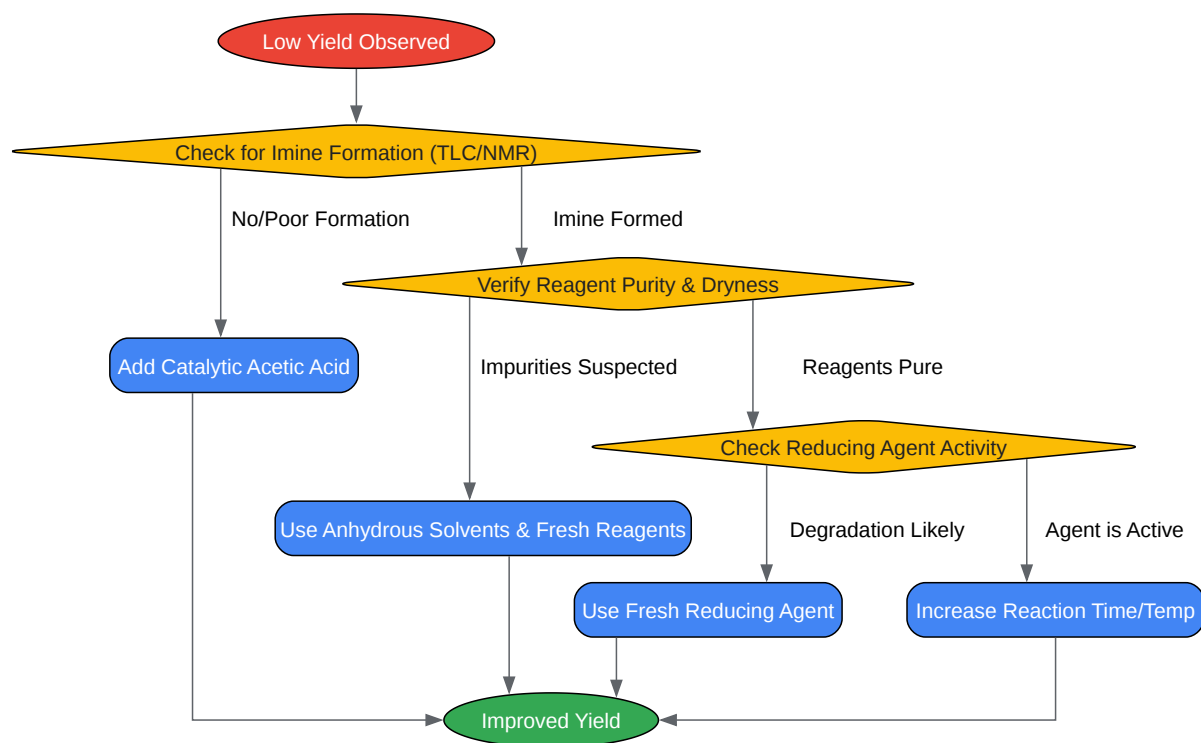 Low Yield Observed
Check for Imine Formation (TLC/NMR)
No/Poor Formation
Imine Formed
Verify Reagent Purity & Dryness
Add Catalytic Acetic Acid
Impurities Suspected
Reagents Pure
Check Reducing Agent Activity
Use Anhydrous Solvents & Fresh Reagents
Degradation Likely
Agent is Active
Use Fresh Reducing Agent
Increase Reaction Time/Temp
Improved Yield